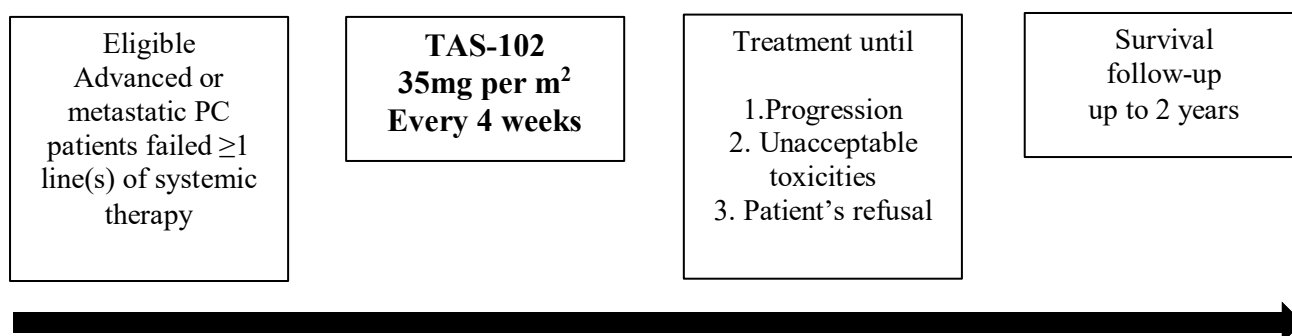 Eligible
Advanced or
metastatic PC
patients failed ≥1
line(s) of systemic
therapy
TAS-102
35mg per m²
Every 4 weeks
Treatment until
1.Progression
2. Unacceptable
toxicities
3. Patient’s refusal
Survival
follow-up
up to 2 years